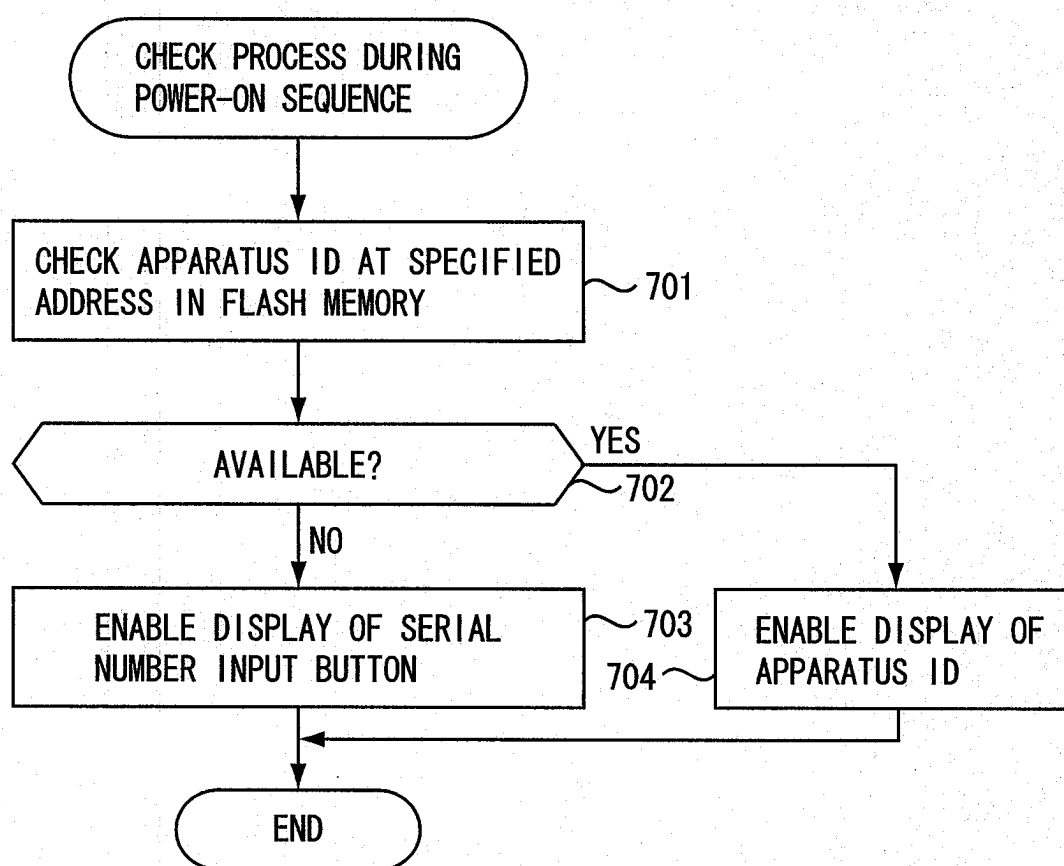 CHECK PROCESS DURING
POWER-ON SEQUENCE
CHECK APPARATUS ID AT SPECIFIED
ADDRESS IN FLASH MEMORY
701
AVAILABLE?
YES
702
NO
ENABLE DISPLAY OF SERIAL
NUMBER INPUT BUTTON
703
704
ENABLE DISPLAY OF
APPARATUS ID
END